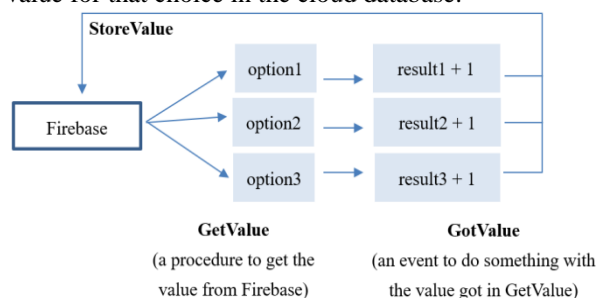 value for that choice in the cloud database.
StoreValue
Firebase
option1
result1 + 1
option2
result2 + 1
option3
result3 + 1
GetValue
(a procedure to get the
value from Firebase)
GotValue
(an event to do something with
the value got in GetValue)